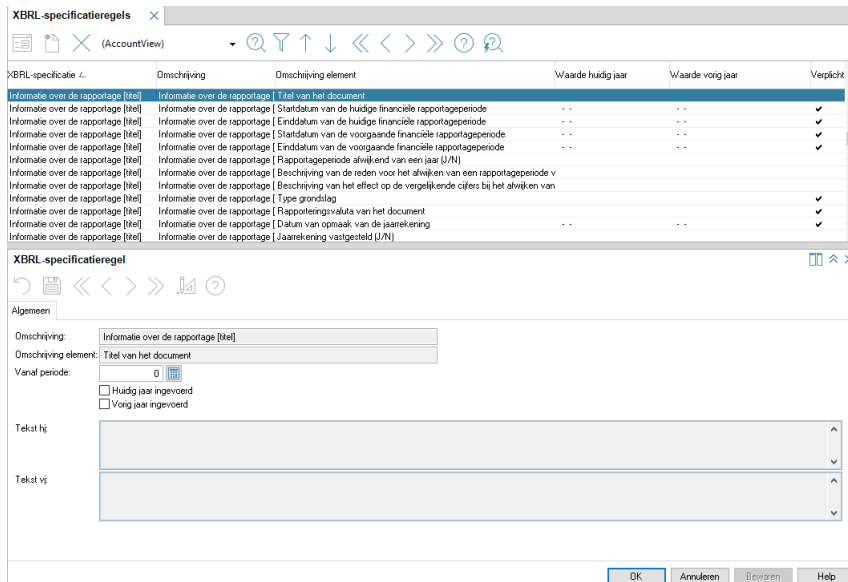 XBRL-specificatieregels
(AccountView)
XBRL-specificatie Omschrijving Omschrijving element Waarde huidig jaar Waarde vorig jaar Verplicht
Informatie over de rapportage [titel] Informatie over de rapportage [ Titel van het document
Informatie over de rapportage [titel] Informatie over de rapportage [ Startdatum van de huidige financiële rapportageperiode - - - -
Informatie over de rapportage [titel] Informatie over de rapportage [ Einddatum van de huidige financiële rapportageperiode - - - -
Informatie over de rapportage [titel] Informatie over de rapportage [ Startdatum van de voorgaande financiële rapportageperiode - - - -
Informatie over de rapportage [titel] Informatie over de rapportage [ Einddatum van de voorgaande financiële rapportageperiode - - - -
Informatie over de rapportage [titel] Informatie over de rapportage [ Rapportageperiode afwijkend van een jaar (J/N)
Informatie over de rapportage [titel] Informatie over de rapportage [ Beschrijving van de reden voor het afwijken van een rapportageperiode v
Informatie over de rapportage [titel] Informatie over de rapportage [ Beschrijving van het effect op de vergelijkende cijfers bij het afwijken van
Informatie over de rapportage [titel] Informatie over de rapportage [ Type grondslag
Informatie over de rapportage [titel] Informatie over de rapportage [ Rapporteringsvaluta van het document
Informatie over de rapportage [titel] Informatie over de rapportage [ Datum van opmaak van de jaarrekening - - - -
Informatie over de rapportage [titel] Informatie over de rapportage [ Jaarrekening vastgesteld (J/N)
XBRL-specificatieregel
Algemeen
Omschrijving: Informatie over de rapportage [titel]
Omschrijving element: Titel van het document
Vanaf periode: 0
Huidig jaar ingevoerd
Vorig jaar ingevoerd
Tekst hj:
Tekst vj:
OK Annuleren Bewaren Help